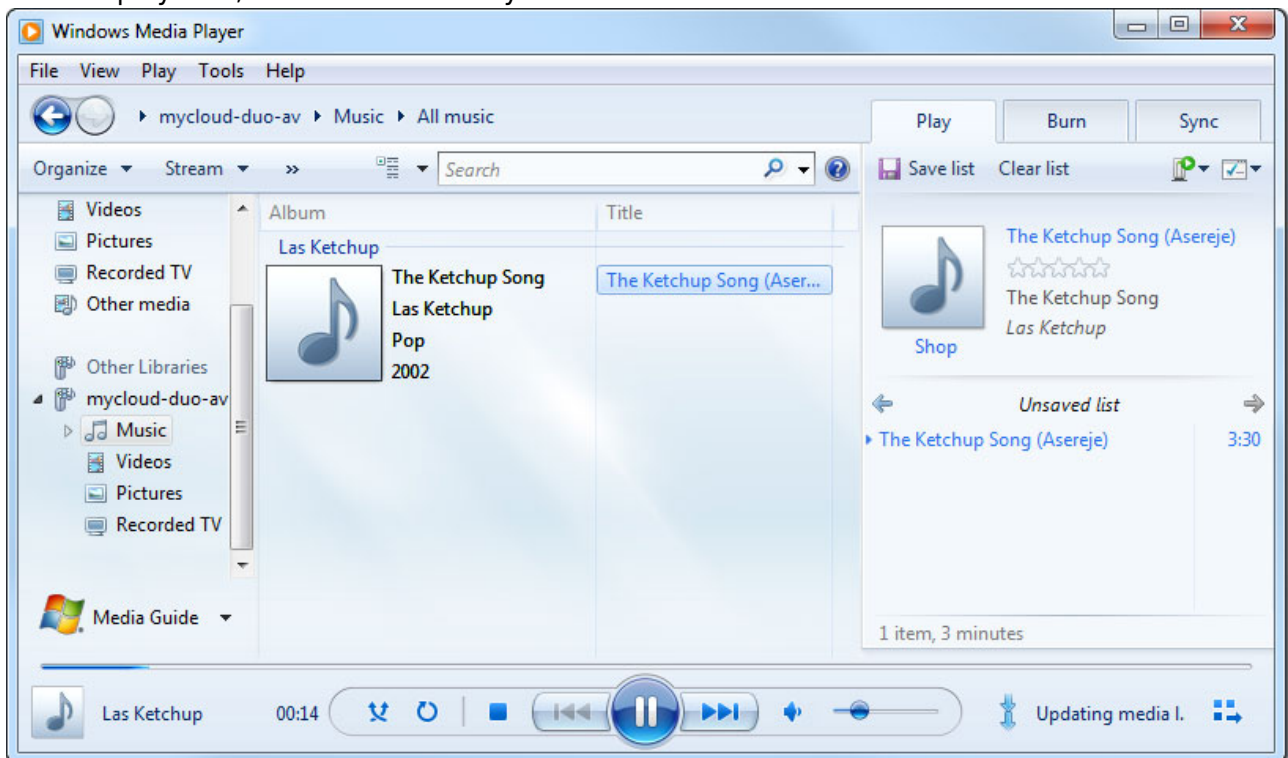 Windows Media Player
File View Play Tools Help
mycloud-duo-av Music All music
Play Burn Sync
Organize Stream » Search
Save list Clear list
Videos
Pictures
Recorded TV
Other media
Other Libraries
mycloud-duo-av
Music
Videos
Pictures
Recorded TV
Media Guide
Album Title
Las Ketchup
The Ketchup Song
Las Ketchup
Pop
2002
The Ketchup Song (Aser...
The Ketchup Song (Asereje)
The Ketchup Song
Las Ketchup
Shop
Unsaved list
The Ketchup Song (Asereje) 3:30
1 item, 3 minutes
Las Ketchup 00:14
Updating media l.